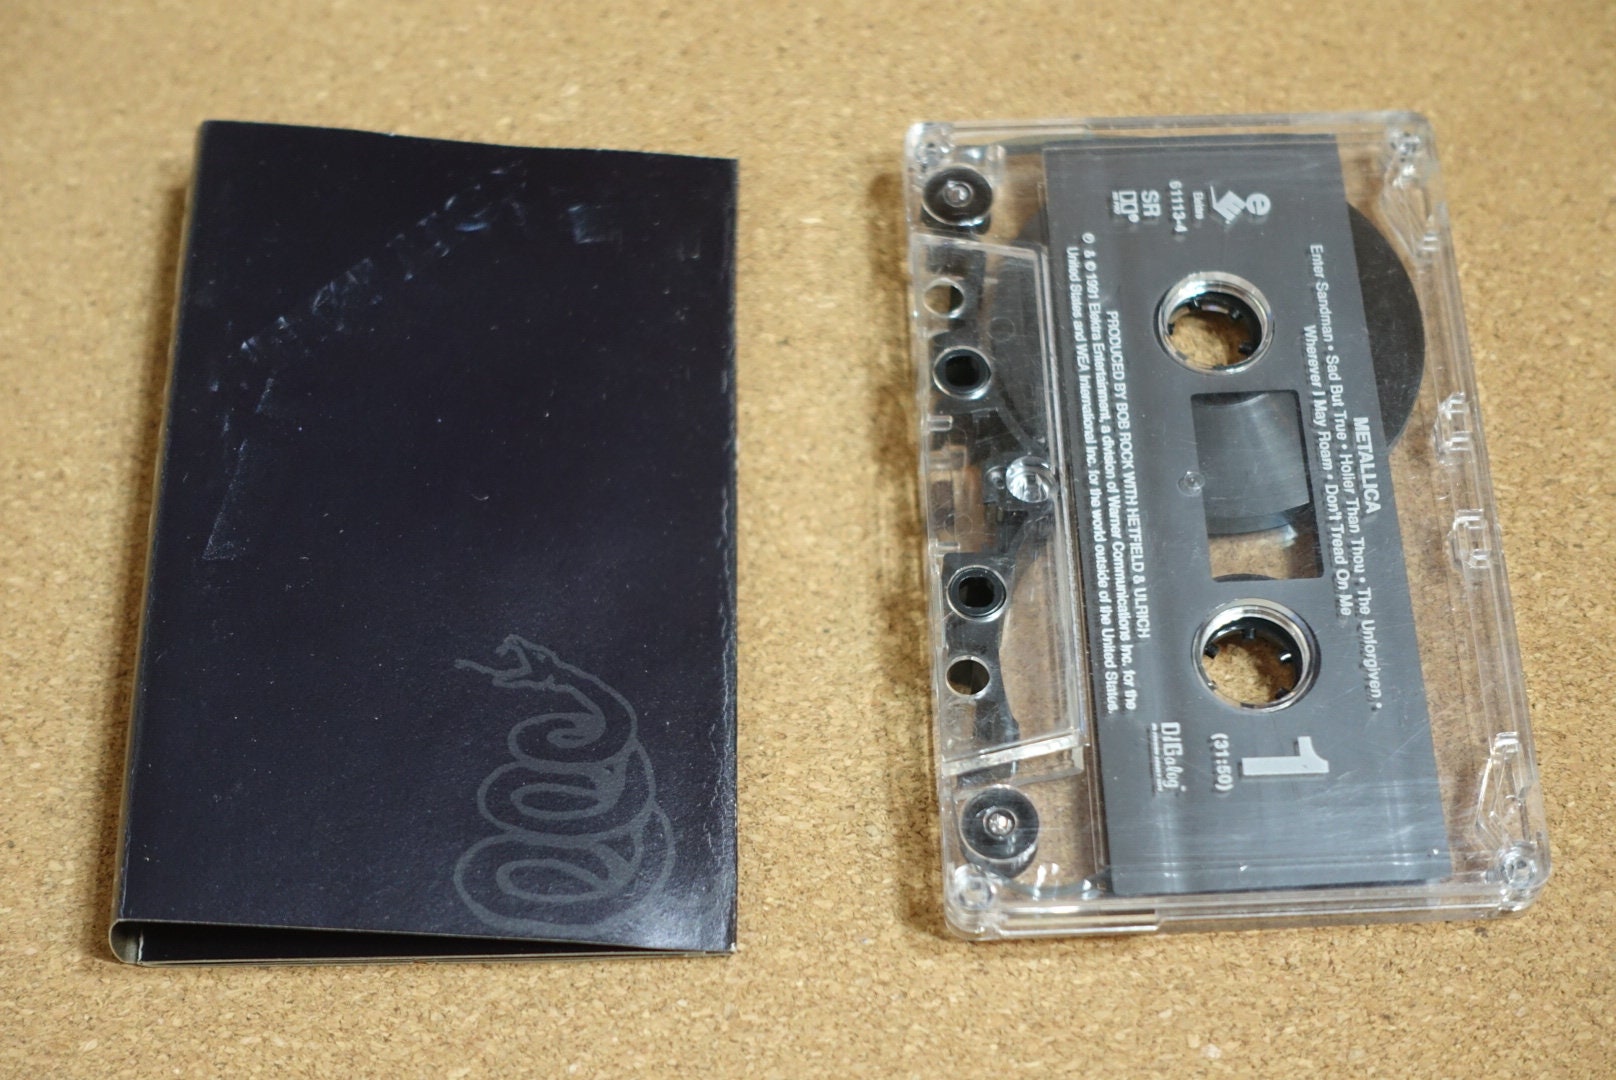 METALLICA
Enter Sandman • Sad But True • Holier Than Thou • The Unforgiven •
Wherever I May Roam • Don't Tread On Me
e
Elektra
61113-4
SR
1
(31:50)
DIGalog
PRODUCED BY BOB ROCK WITH HETFIELD & ULRICH
℗ & © 1991 Elektra Entertainment, a division of Warner Communications Inc. for the
United States and WEA International Inc. for the world outside of the United States.